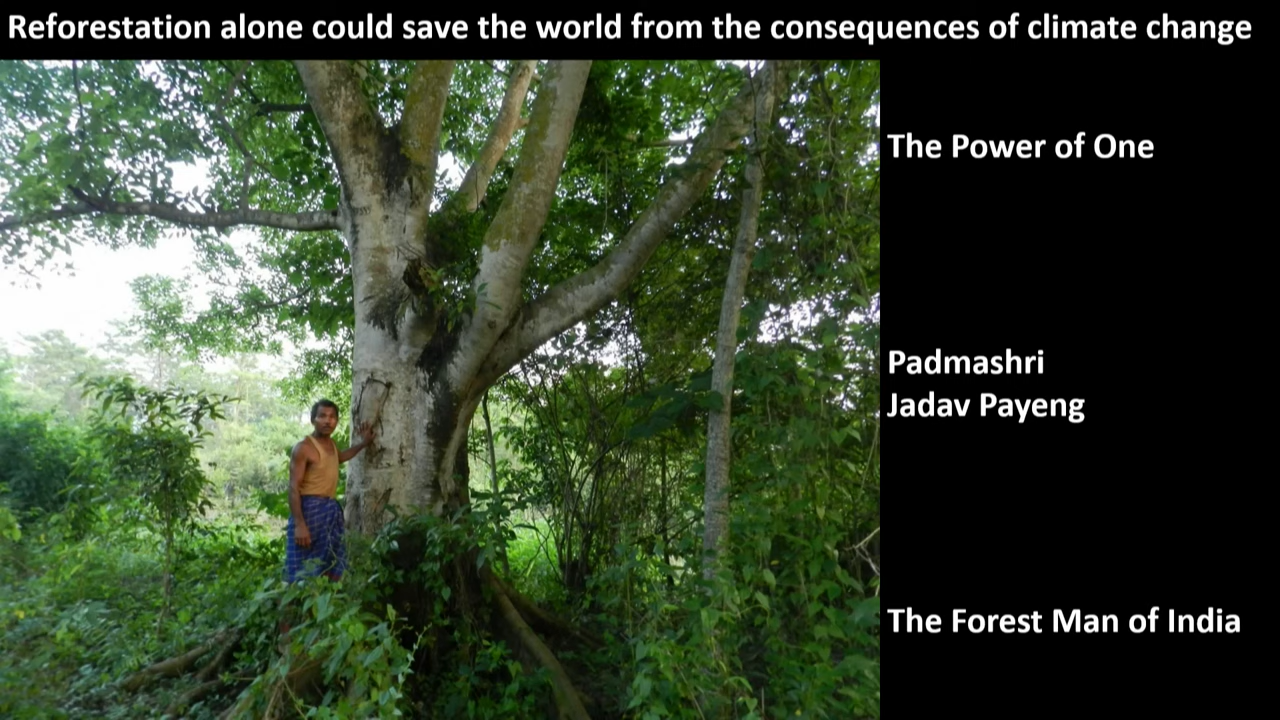 Reforestation alone could save the world from the consequences of climate change
The Power of One
Padmashri
Jadav Payeng
The Forest Man of India